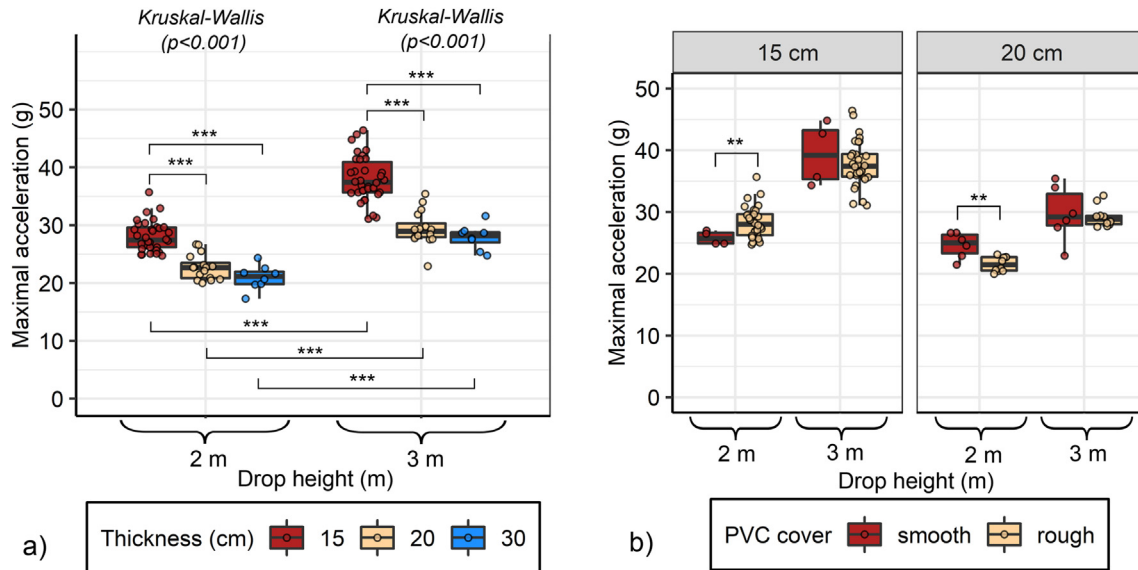 Kruskal-Wallis
(p<0.001)
Kruskal-Wallis
(p<0.001)
Maximal acceleration (g)
50
40
30
20
10
0
***
***
***
***
***
***
***
2 m
3 m
Drop height (m)
Thickness (cm)
15
20
30
a)
15 cm
20 cm
Maximal acceleration (g)
50
40
30
20
10
0
**
**
2 m
3 m
2 m
3 m
Drop height (m)
PVC cover
smooth
rough
b)